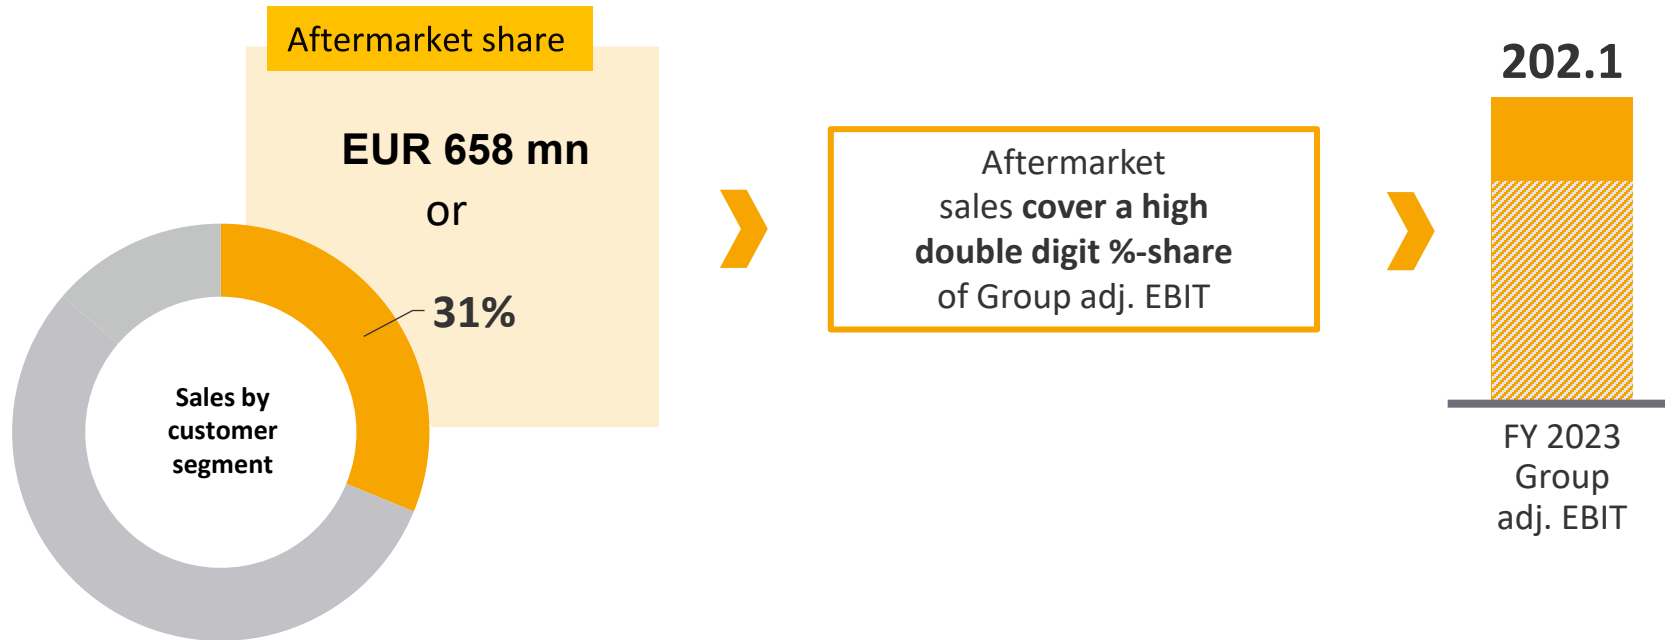 Aftermarket share
EUR 658 mn
or
31%
Sales by
customer
segment
Aftermarket
sales cover a high
double digit %-share
of Group adj. EBIT
202.1
FY 2023
Group
adj. EBIT